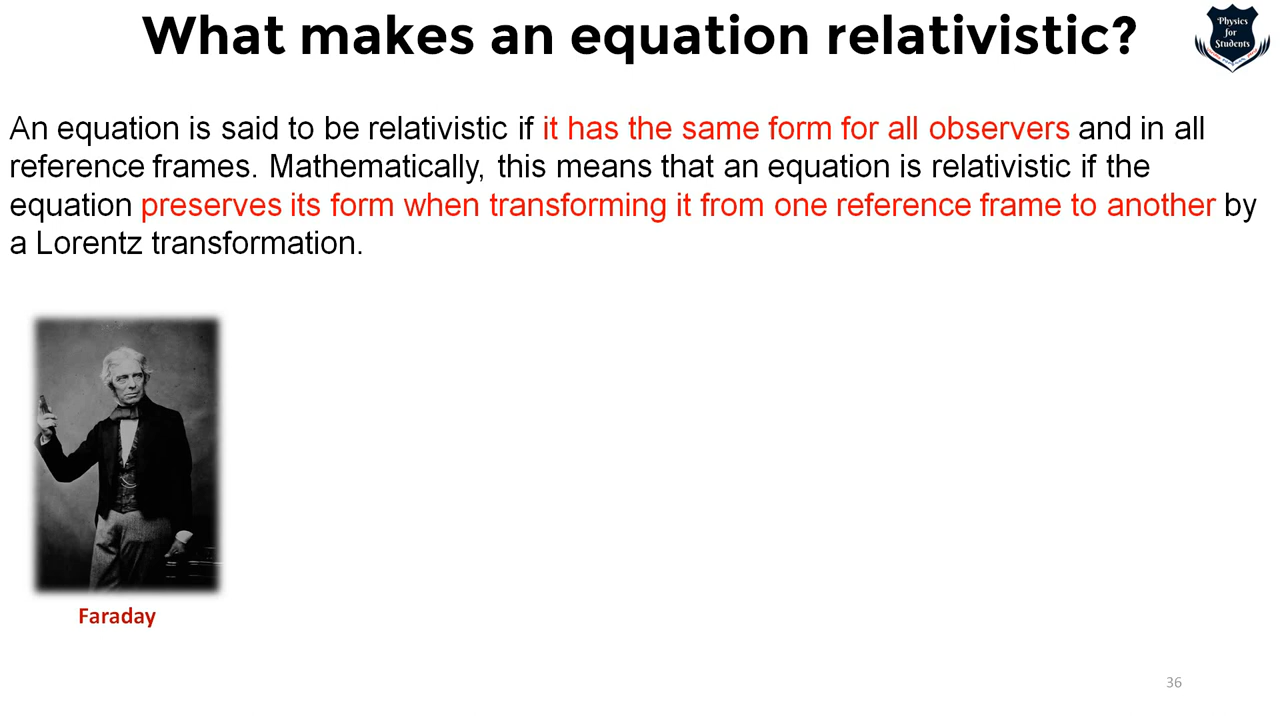 What makes an equation relativistic?
Physics
for
Students
An equation is said to be relativistic if it has the same form for all observers and in all
reference frames. Mathematically, this means that an equation is relativistic if the
equation preserves its form when transforming it from one reference frame to another by
a Lorentz transformation.
Faraday
36